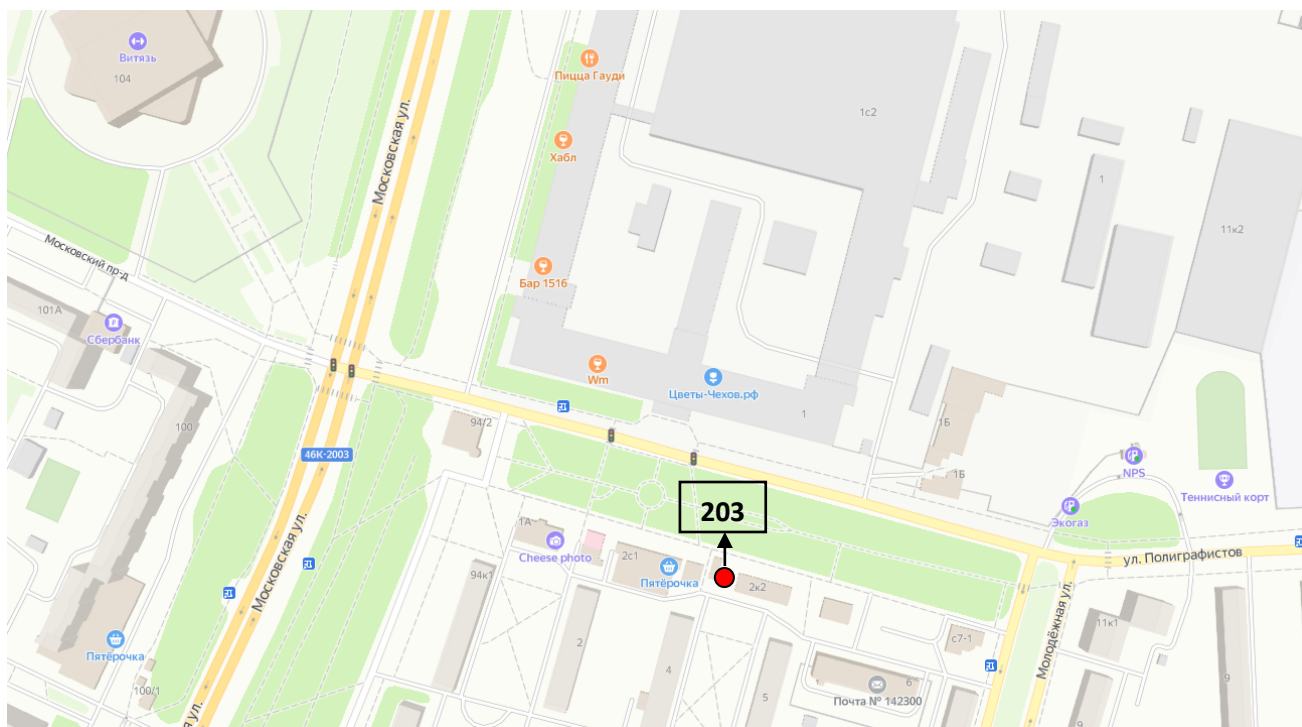 Витязь
104
Московская ул.
Пицца Гауди
Хабл
1с2
1
11к2
Московский пр-д
101А
Сбербанк
Бар 1516
Wm
Цветы-Чехов.рф
1
1Б
1Б
94/2
100
46К-2003
NPS
Теннисный корт
Экогаз
203
1А
Cheese photo
2с1
Пятёрочка
2к2
ул. Полиграфистов
Московская ул.
94к1
Молодёжная ул.
11к1
с7-1
2
4
5
6
9
9
Пятёрочка
100/1
Почта № 142300
ул.